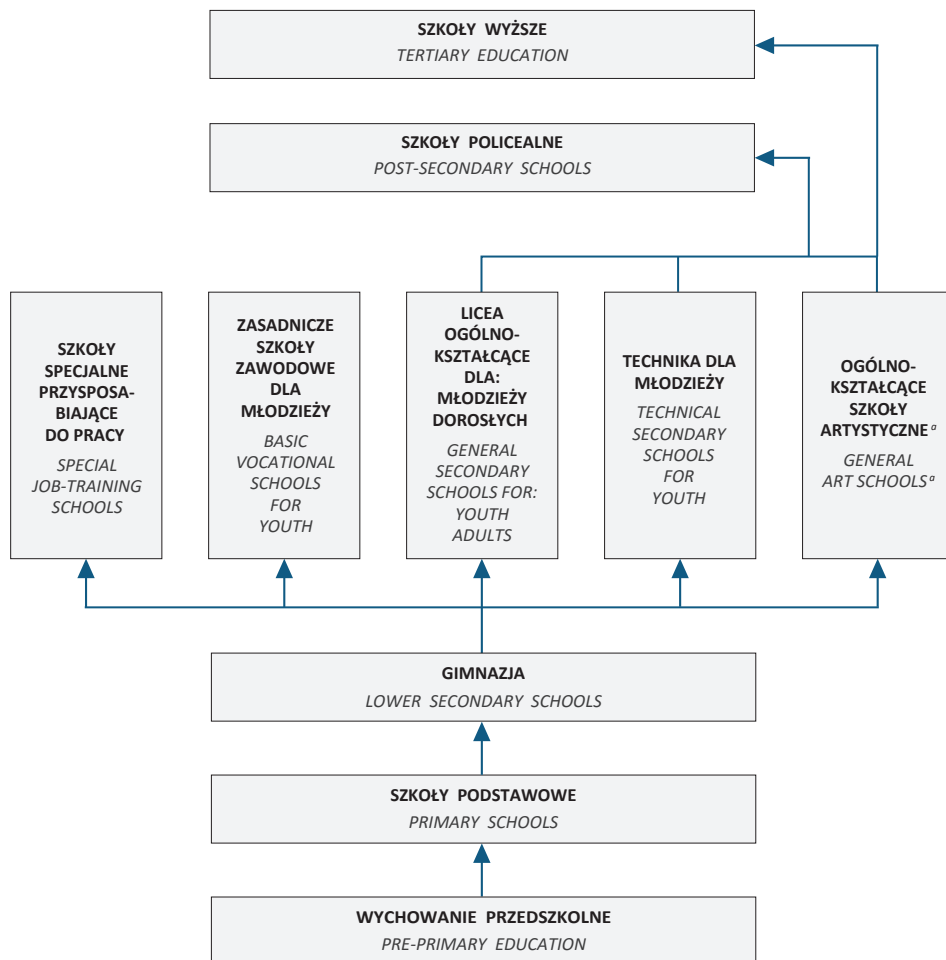 SZKOŁY WYŻSZE
TERTIARY EDUCATION
SZKOŁY POLICEALNE
POST-SECONDARY SCHOOLS
SZKOŁY
SPECJALNE
PRZYSPOSA-
BIAJĄCE
DO PRACY
SPECIAL
JOB-TRAINING
SCHOOLS
ZASADNICZE
SZKOŁY
ZAWODOWE
DLA
MŁODZIEŻY
BASIC
VOCATIONAL
SCHOOLS
FOR
YOUTH
LICEA
OGÓLNO-
KSZTAŁCĄCE
DLA:
MŁODZIEŻY
DOROSŁYCH
GENERAL
SECONDARY
SCHOOLS FOR:
YOUTH
ADULTS
TECHNIKA DLA
MŁODZIEŻY
TECHNICAL
SECONDARY
SCHOOLS
FOR
YOUTH
OGÓLNO-
KSZTAŁCĄCE
SZKOŁY
ARTYSTYCZNE a
GENERAL
ART SCHOOLS a
GIMNAZJA
LOWER SECONDARY SCHOOLS
SZKOŁY PODSTAWOWE
PRIMARY SCHOOLS
WYCHOWANIE PRZEDSZKOLNE
PRE-PRIMARY EDUCATION